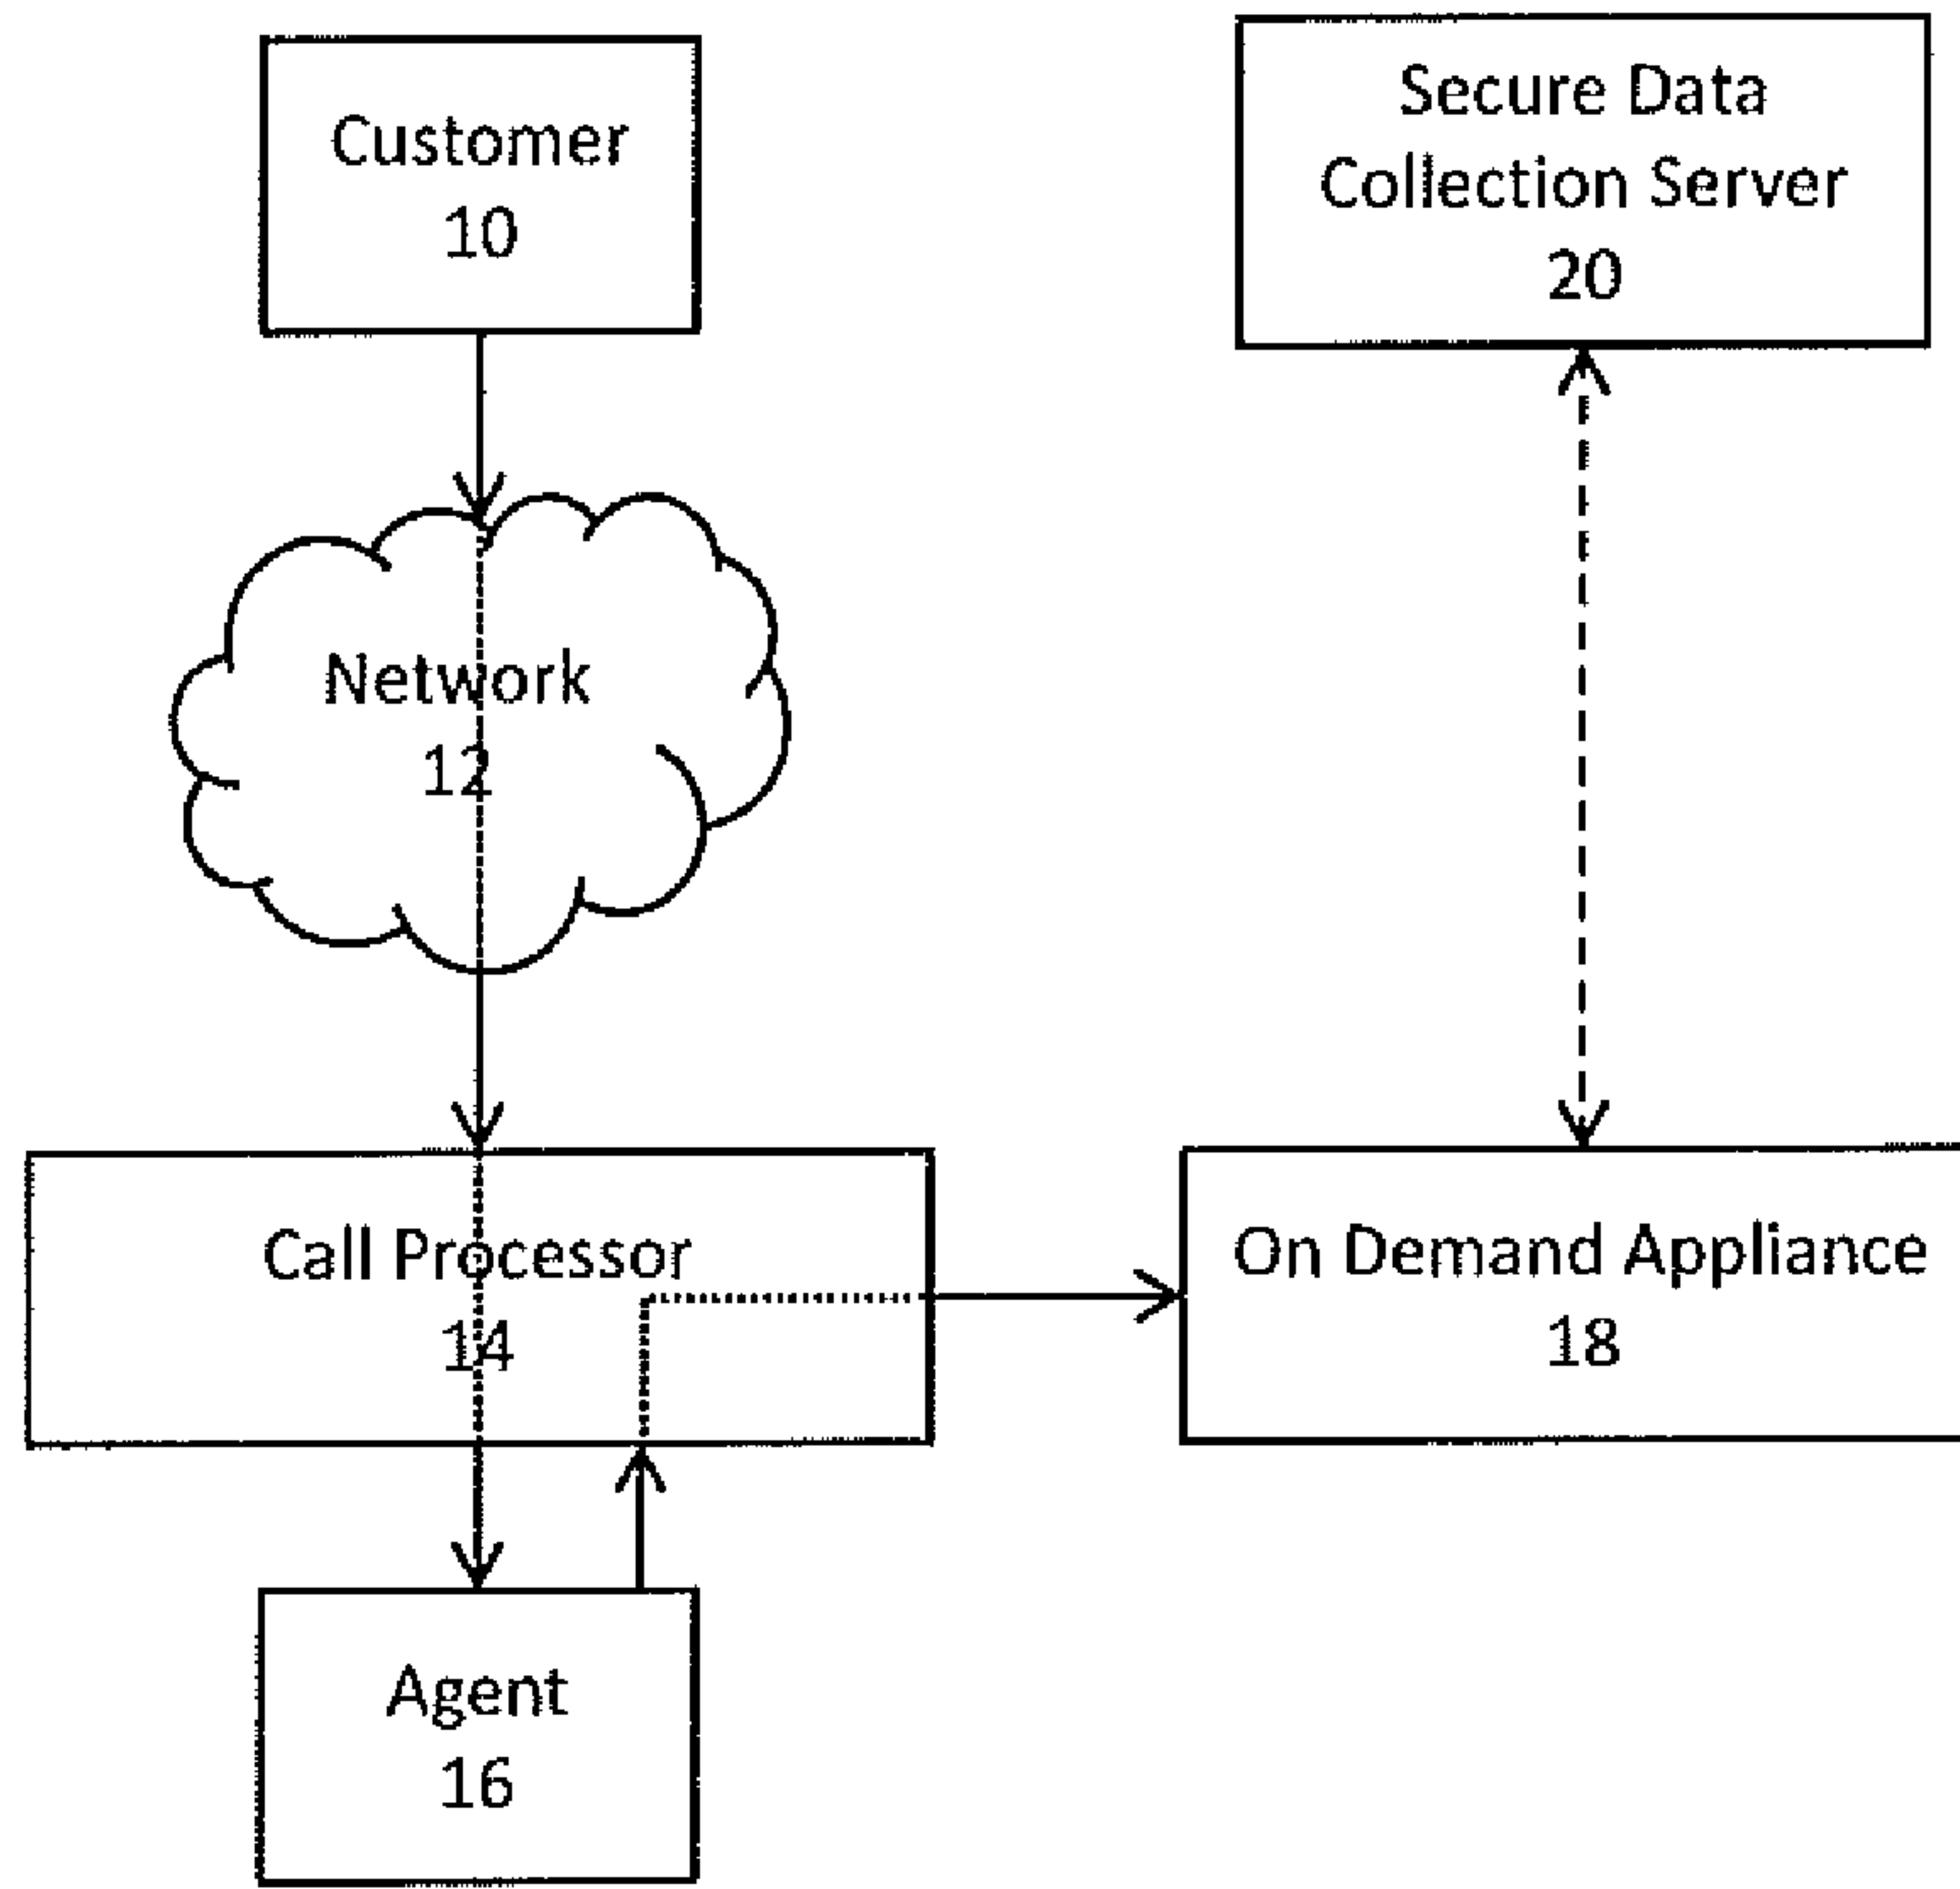 Customer
10
Secure Data
Collection Server
20
Network
12
Call Processor
14
On Demand Appliance
18
Agent
16